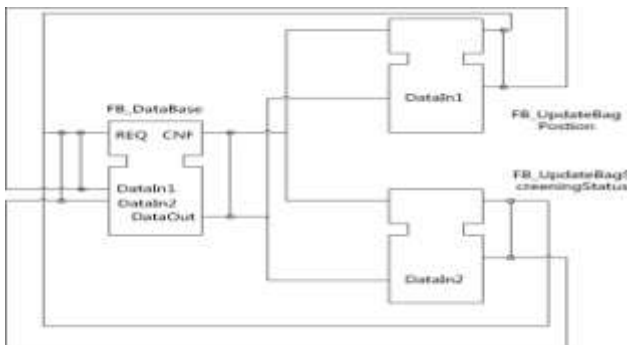 FB_DataBase
REQ CNF
DataIn1
DataIn2
DataOut
DataIn1
FB_UpdateBag
Postion
FB_UpdateBagS
creeningStatus
DataIn2